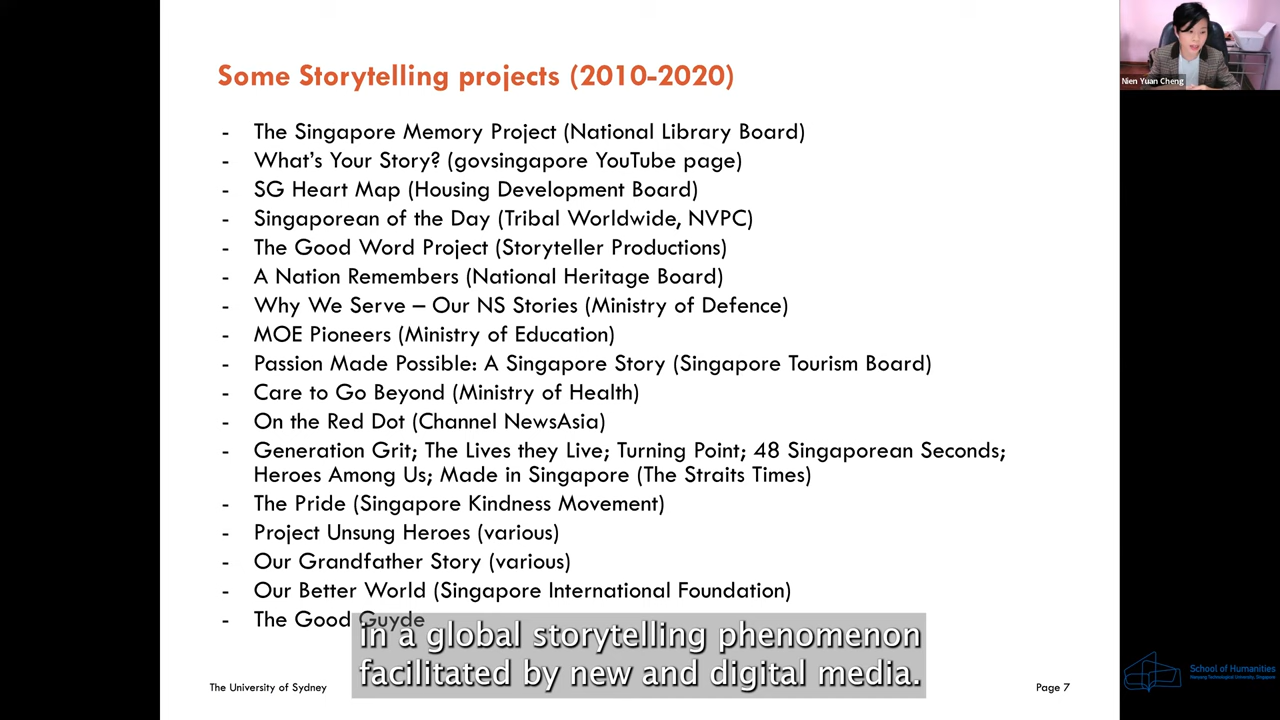 Some Storytelling projects (2010-2020)
- The Singapore Memory Project (National Library Board)
- What's Your Story? (govsingapore YouTube page)
- SG Heart Map (Housing Development Board)
- Singaporean of the Day (Tribal Worldwide, NVPC)
- The Good Word Project (Storyteller Productions)
- A Nation Remembers (National Heritage Board)
- Why We Serve – Our NS Stories (Ministry of Defence)
- MOE Pioneers (Ministry of Education)
- Passion Made Possible: A Singapore Story (Singapore Tourism Board)
- Care to Go Beyond (Ministry of Health)
- On the Red Dot (Channel NewsAsia)
- Generation Grit; The Lives they Live; Turning Point; 48 Singaporean Seconds;
Heroes Among Us; Made in Singapore (The Straits Times)
- The Pride (Singapore Kindness Movement)
- Project Unsung Heroes (various)
- Our Grandfather Story (various)
- Our Better World (Singapore International Foundation)
- The Good Guyde
in a global storytelling phenomenon
facilitated by new and digital media.
The University of Sydney
Page 7
Nien Yuan Cheng
School of Humanities
Nanyang Technological University, Singapore